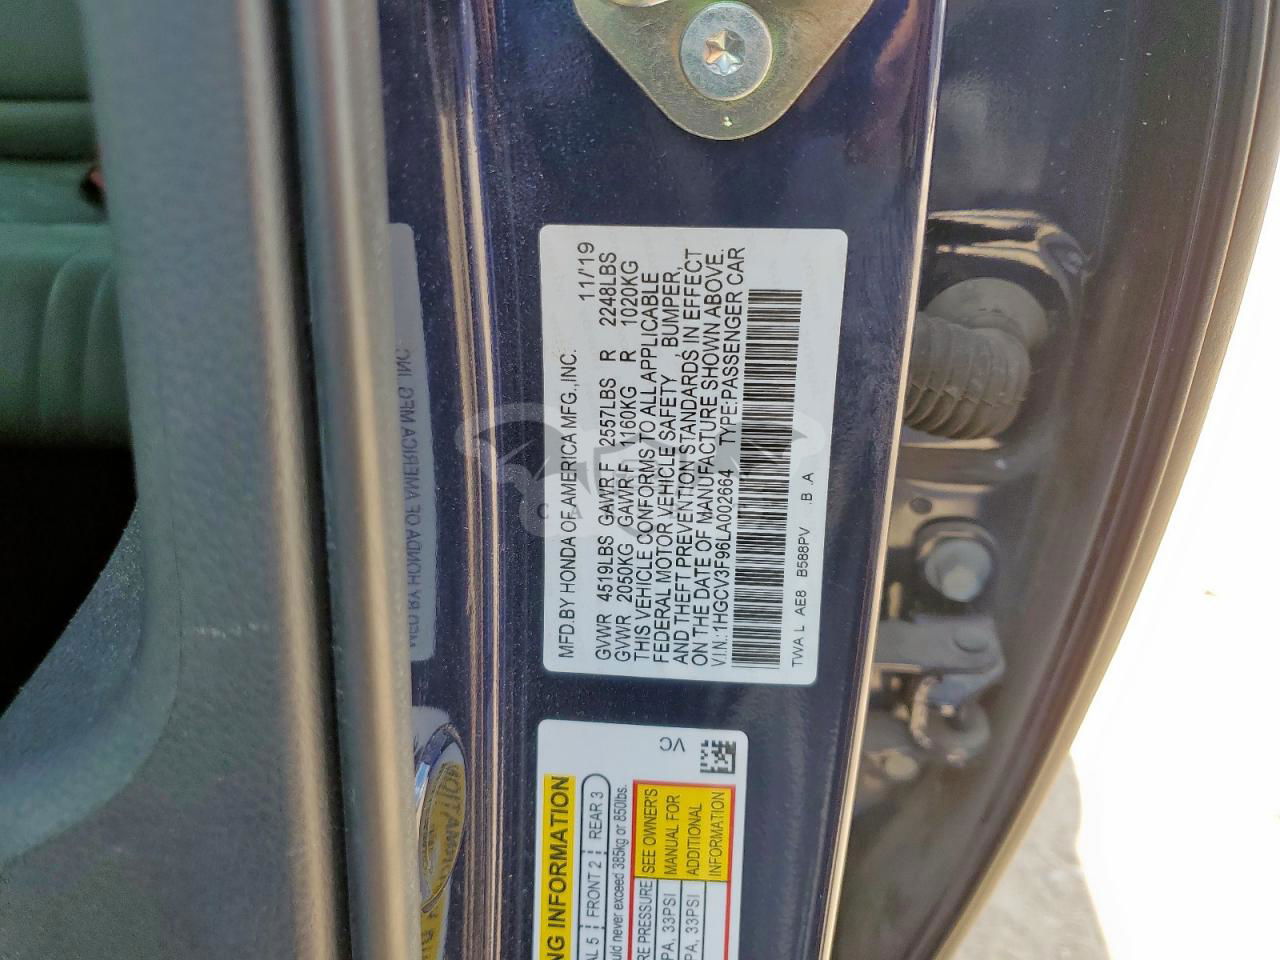 MFD.BY HONDA OF AMERICA MFG.,INC. 11/'19
GVWR 4519LBS GAWR F 2557LBS R 2248LBS
GVWR 2050KG GAWR F 1160KG R 1020KG
THIS VEHICLE CONFORMS TO ALL APPLICABLE
FEDERAL MOTOR VEHICLE SAFETY, BUMPER,
AND THEFT PREVENTION STANDARDS IN EFFECT
ON THE DATE OF MANUFACTURE SHOWN ABOVE.
V.I.N.:1HGCV3F96LA002664 TYPE:PASSENGER CAR
TWA L AE8 B588PV .B .A
NG INFORMATION VC
AL 5 FRONT 2 REAR 3
uld never exceed 385kg or 850lbs.
RE PRESSURE SEE OWNER'S
PA, 33PSI MANUAL FOR
PA, 33PSI ADDITIONAL
INFORMATION